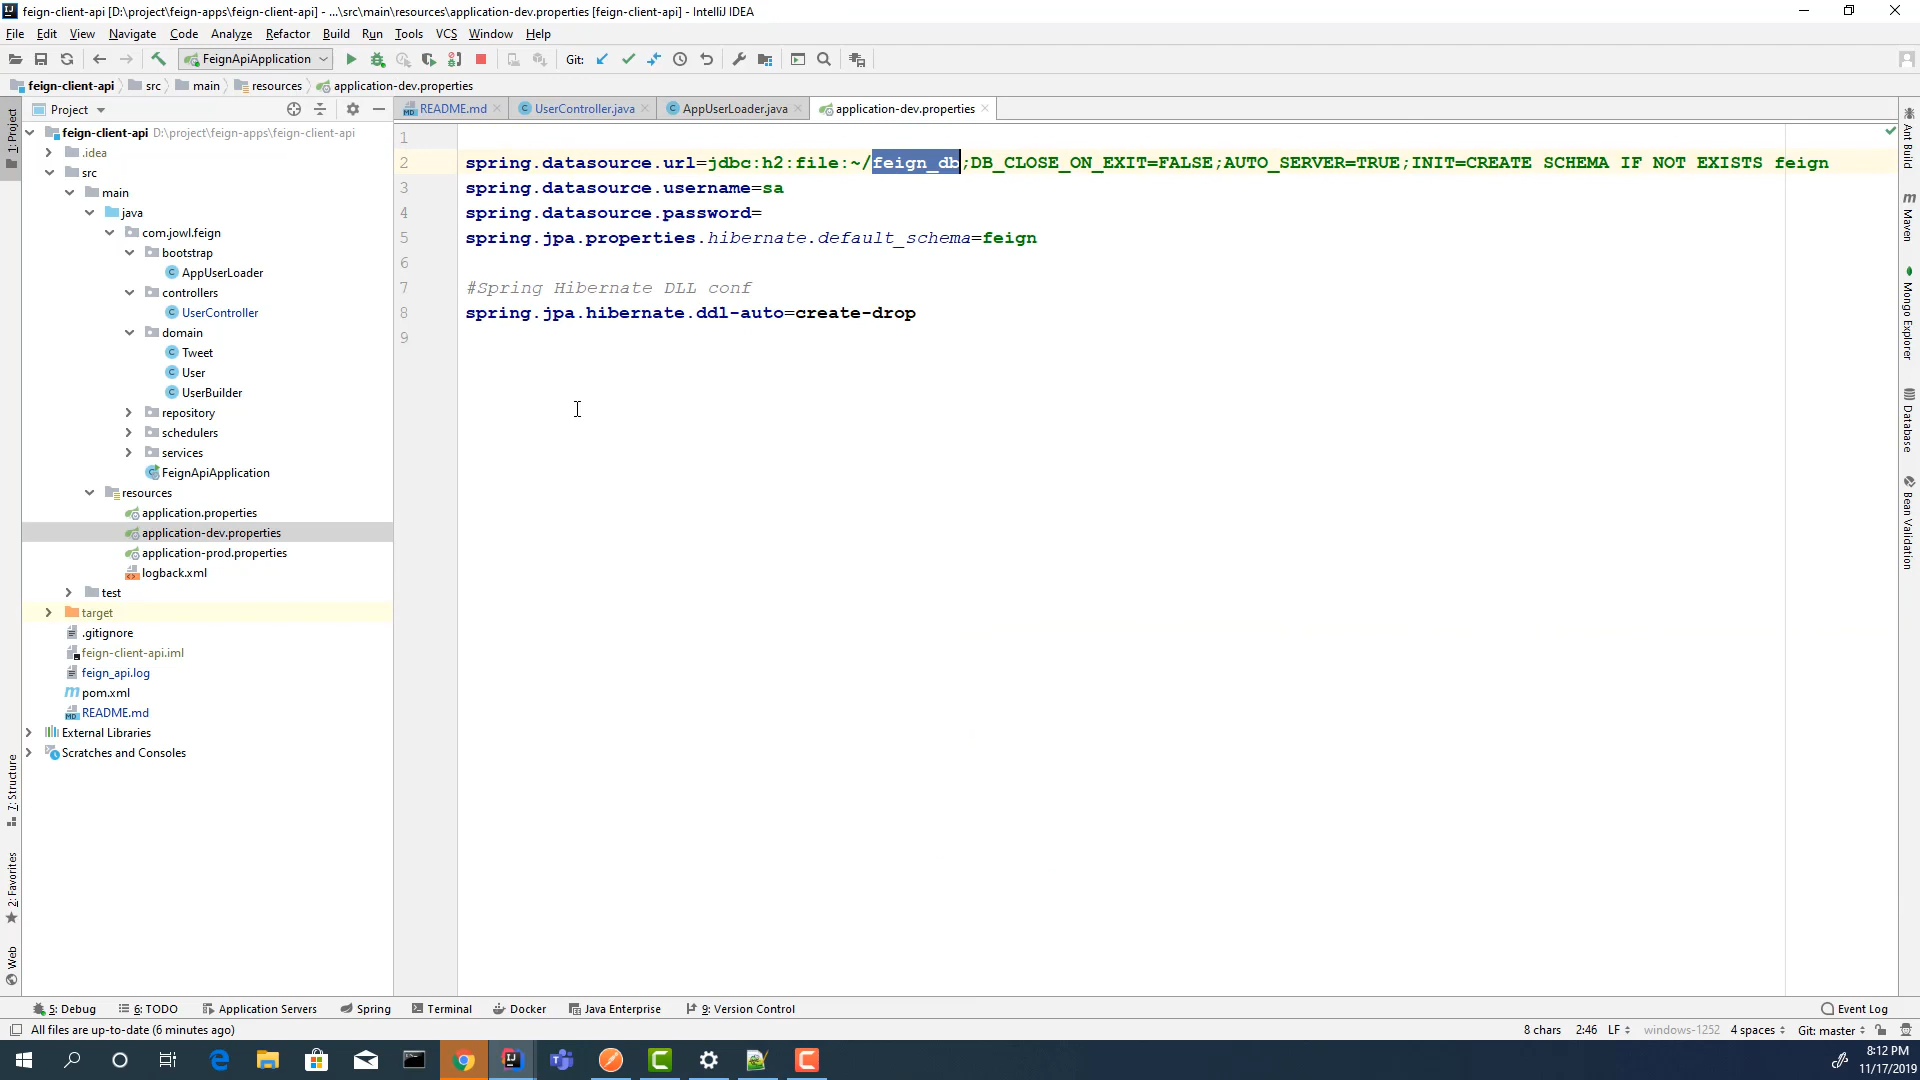 feign-client-api [D:\project\feign-apps\feign-client-api] - ...\src\main\resources\application-dev.properties [feign-client-api] - IntelliJ IDEA
File Edit View Navigate Code Analyze Refactor Build Run Tools VCS Window Help
FeignApiApplication Git:
feign-client-api src main resources application-dev.properties
Project README.md UserController.java AppUserLoader.java application-dev.properties
feign-client-api D:\project\feign-apps\feign-client-api
.idea
src
main
java
com.jowl.feign
bootstrap
AppUserLoader
controllers
UserController
domain
Tweet
User
UserBuilder
repository
schedulers
services
FeignApiApplication
resources
application.properties
application-dev.properties
application-prod.properties
logback.xml
test
target
.gitignore
feign-client-api.iml
feign_api.log
pom.xml
README.md
External Libraries
Scratches and Consoles
1
2 spring.datasource.url=jdbc:h2:file:~/feign_db;DB_CLOSE_ON_EXIT=FALSE;AUTO_SERVER=TRUE;INIT=CREATE SCHEMA IF NOT EXISTS feign
3 spring.datasource.username=sa
4 spring.datasource.password=
5 spring.jpa.properties.hibernate.default_schema=feign
6
7 #Spring Hibernate DLL conf
8 spring.jpa.hibernate.ddl-auto=create-drop
9
1: Project
7: Structure
2: Favorites
Web
Ant Build
Maven
Mongo Explorer
Database
Bean Validation
5: Debug 6: TODO Application Servers Spring Terminal Docker Java Enterprise 9: Version Control Event Log
All files are up-to-date (6 minutes ago) 8 chars 2:46 LF windows-1252 4 spaces Git: master
8:12 PM
11/17/2019